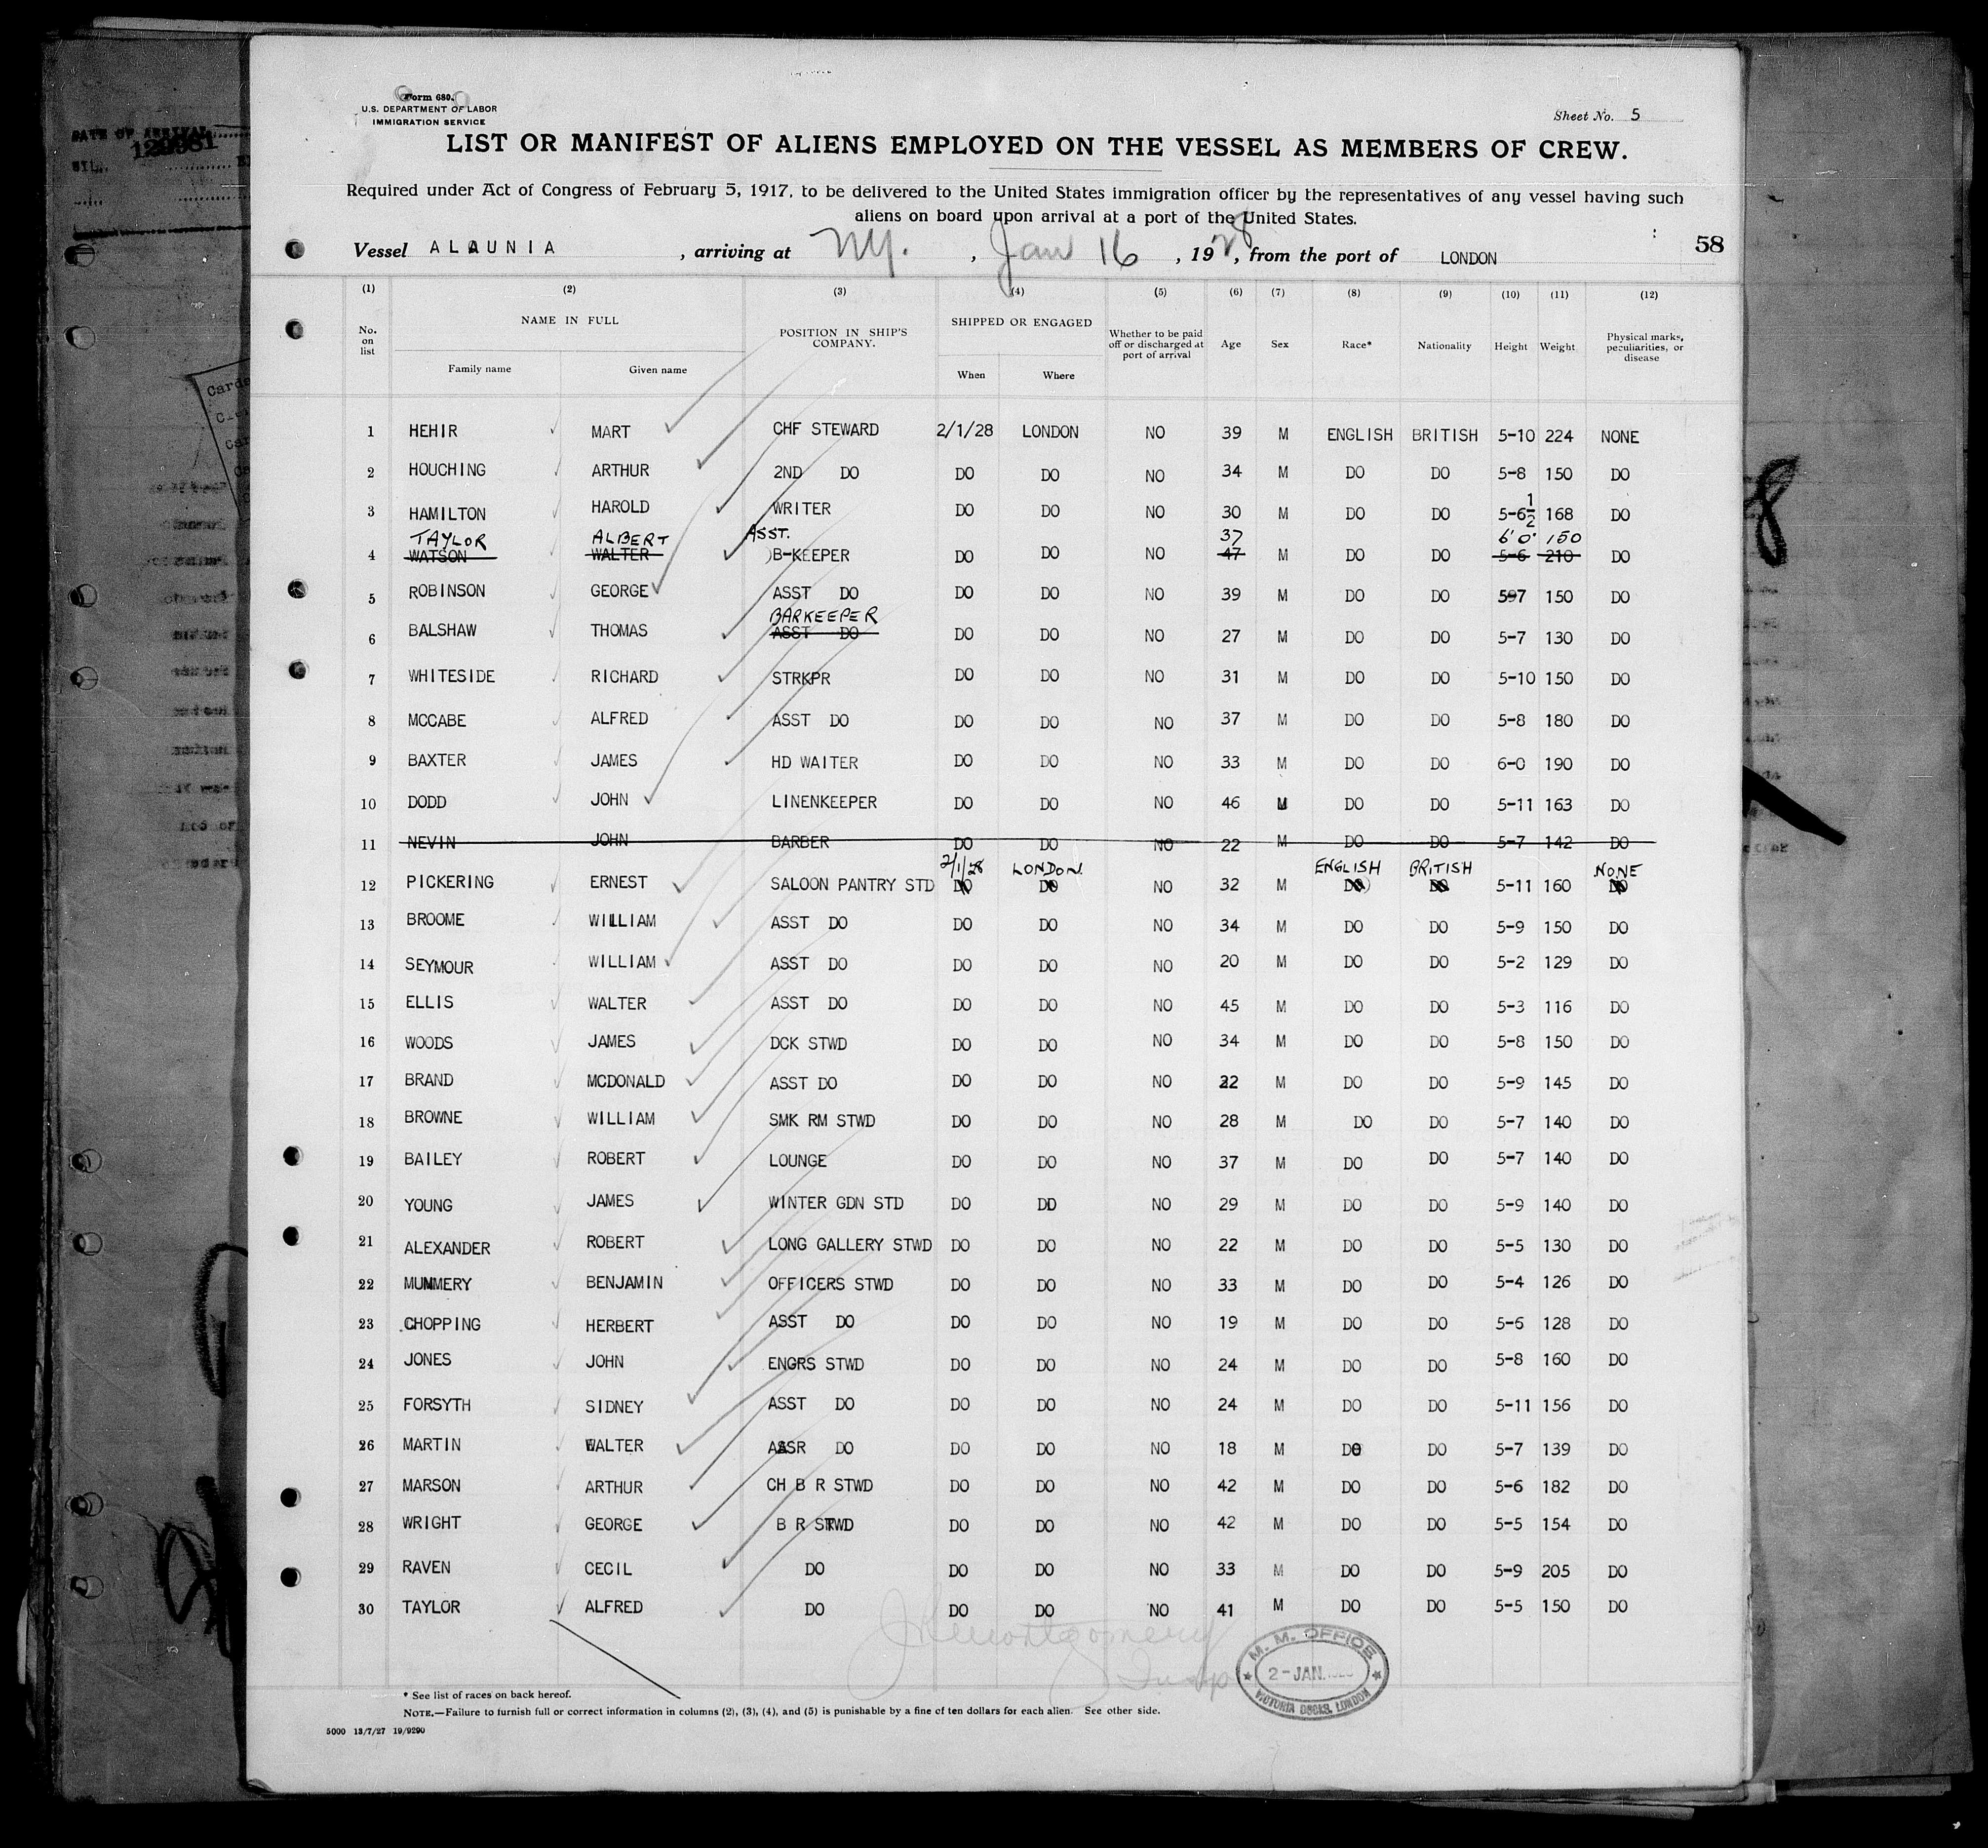 Form 680.
U.S. DEPARTMENT OF LABOR
IMMIGRATION SERVICE
Sheet No. 5
LIST OR MANIFEST OF ALIENS EMPLOYED ON THE VESSEL AS MEMBERS OF CREW.
Required under Act of Congress of February 5, 1917, to be delivered to the United States immigration officer by the representatives of any vessel having such
aliens on board upon arrival at a port of the United States.
58
Vessel ALAUNIA, arriving at NY., Jan 16, 1928, from the port of LONDON
(1) (2) (3) (4) (5) (6) (7) (8) (9) (10) (11) (12)
No. on list NAME IN FULL POSITION IN SHIP'S COMPANY. SHIPPED OR ENGAGED Whether to be paid off or discharged at port of arrival Age Sex Race* Nationality Height Weight Physical marks, peculiarities, or disease
Family name Given name When Where
1 HEHIR MART CHF STEWARD 2/1/28 LONDON NO 39 M ENGLISH BRITISH 5-10 224 NONE
2 HOUCHING ARTHUR 2ND DO DO DO NO 34 M DO DO 5-8 150 DO
3 HAMILTON HAROLD WRITER DO DO NO 30 M DO DO 5-6 1/2 168 DO
TAYLOR ALBERT ASST. 37 6'0" 150
4 WATSON WALTER B-KEEPER DO DO NO 47 M DO DO 5-6 210 DO
5 ROBINSON GEORGE ASST DO DO DO NO 39 M DO DO 597 150 DO
BARKEEPER
6 BALSHAW THOMAS ASST DO DO DO NO 27 M DO DO 5-7 130 DO
7 WHITESIDE RICHARD STRKPR DO DO NO 31 M DO DO 5-10 150 DO
8 MCCABE ALFRED ASST DO DO DO NO 37 M DO DO 5-8 180 DO
9 BAXTER JAMES HD WAITER DO DO NO 33 M DO DO 6-0 190 DO
10 DODD JOHN LINENKEEPER DO DO NO 46 M DO DO 5-11 163 DO
11 NEVIN JOHN BARBER DO DO NO 22 M DO DO 5-7 142 DO
2/1/28 LONDON. ENGLISH BRITISH NONE
12 PICKERING ERNEST SALOON PANTRY STD DO DO NO 32 M DO DO 5-11 160 DO
13 BROOME WILLIAM ASST DO DO DO NO 34 M DO DO 5-9 150 DO
14 SEYMOUR WILLIAM ASST DO DO DO NO 20 M DO DO 5-2 129 DO
15 ELLIS WALTER ASST DO DO DO NO 45 M DO DO 5-3 116 DO
16 WOODS JAMES DCK STWD DO DO NO 34 M DO DO 5-8 150 DO
17 BRAND MCDONALD ASST DO DO DO NO 22 M DO DO 5-9 145 DO
18 BROWNE WILLIAM SMK RM STWD DO DO NO 28 M DO DO 5-7 140 DO
19 BAILEY ROBERT LOUNGE DO DO NO 37 M DO DO 5-7 140 DO
20 YOUNG JAMES WINTER GDN STD DO DO NO 29 M DO DO 5-9 140 DO
21 ALEXANDER ROBERT LONG GALLERY STWD DO DO NO 22 M DO DO 5-5 130 DO
22 MUMMERY BENJAMIN OFFICERS STWD DO DO NO 33 M DO DO 5-4 126 DO
23 CHOPPING HERBERT ASST DO DO DO NO 19 M DO DO 5-6 128 DO
24 JONES JOHN ENGRS STWD DO DO NO 24 M DO DO 5-8 160 DO
25 FORSYTH SIDNEY ASST DO DO DO NO 24 M DO DO 5-11 156 DO
26 MARTIN WALTER ASSR DO DO DO NO 18 M DO DO 5-7 139 DO
27 MARSON ARTHUR CH B R STWD DO DO NO 42 M DO DO 5-6 182 DO
28 WRIGHT GEORGE B R STWD DO DO NO 42 M DO DO 5-5 154 DO
29 RAVEN CECIL DO DO DO NO 33 M DO DO 5-9 205 DO
30 TAYLOR ALFRED DO DO DO NO 41 M DO DO 5-5 150 DO
Montgomery
M. M. OFFICE
2-JAN.
VICTORIA DOCKS, LONDON
* See list of races on back hereof.
NOTE.—Failure to furnish full or correct information in columns (2), (3), (4), and (5) is punishable by a fine of ten dollars for each alien. See other side.
5000 13/7/27 19/9290
DATE OF ARRIVAL
129981